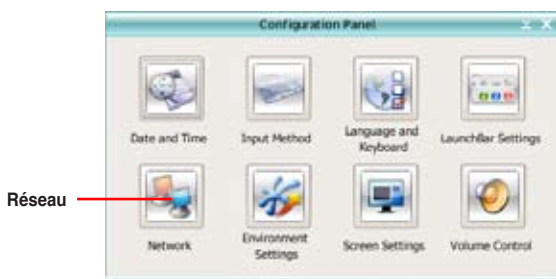 Configuration Panel
Date and Time
Input Method
Language and
Keyboard
LaunchBar Settings
Réseau
Network
Environment
Settings
Screen Settings
Volume Control